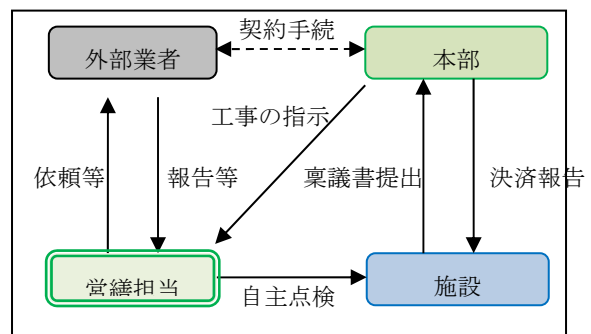 契約手続
外部業者
本部
工事の指示
依頼等
報告等
稟議書提出
決済報告
営繕担当
自主点検
施設